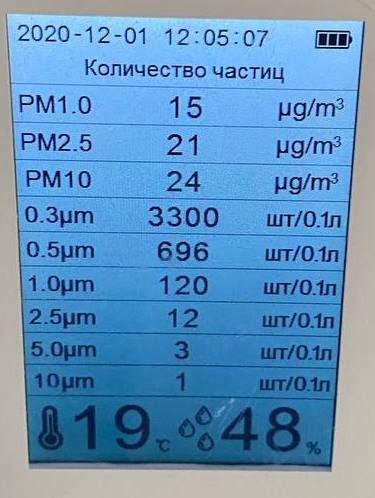 2020-12-01 12:05:07
Количество частиц
PM1.0 15 µg/m³
PM2.5 21 µg/m³
PM10 24 µg/m³
0.3µm 3300 шт/0.1л
0.5µm 696 шт/0.1л
1.0µm 120 шт/0.1л
2.5µm 12 шт/0.1л
5.0µm 3 шт/0.1л
10µm 1 шт/0.1л
19 °C 48 %